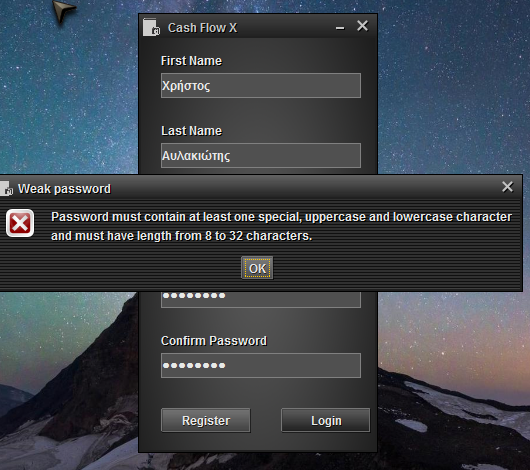 Cash Flow X
First Name
Χρήστος
Last Name
Αυλακιώτης
Weak password
Password must contain at least one special, uppercase and lowercase character
and must have length from 8 to 32 characters.
OK
Confirm Password
Register
Login